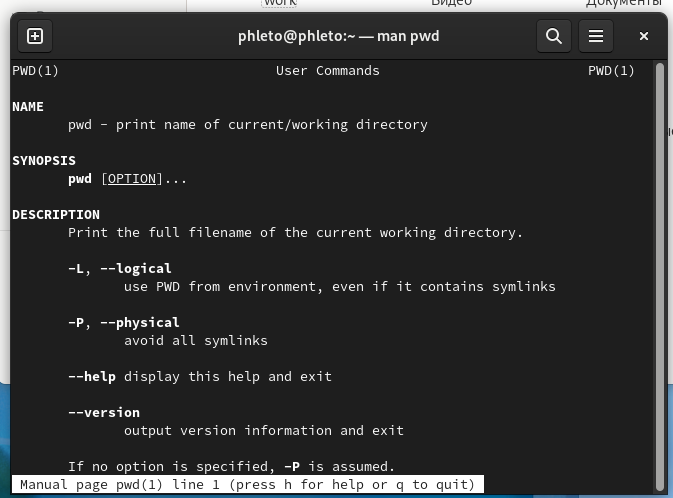 work Видео Документы
phleto@phleto:~ — man pwd
PWD(1) User Commands PWD(1)
NAME
pwd - print name of current/working directory
SYNOPSIS
pwd [OPTION]...
DESCRIPTION
Print the full filename of the current working directory.
-L, --logical
use PWD from environment, even if it contains symlinks
-P, --physical
avoid all symlinks
--help display this help and exit
--version
output version information and exit
If no option is specified, -P is assumed.
Manual page pwd(1) line 1 (press h for help or q to quit)